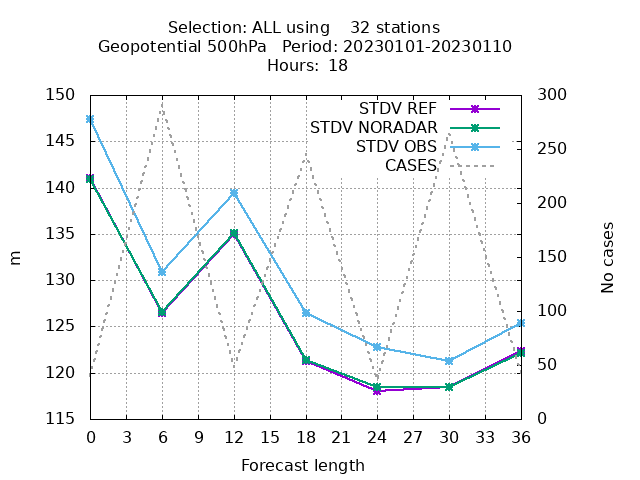 Selection: ALL using    32 stations
Geopotential 500hPa   Period: 20230101-20230110
Hours: 18
STDV REF
STDV NORADAR
STDV OBS
CASES
150
145
140
135
130
125
120
115
m
300
250
200
150
100
50
0
No cases
0 3 6 9 12 15 18 21 24 27 30 33 36
Forecast length